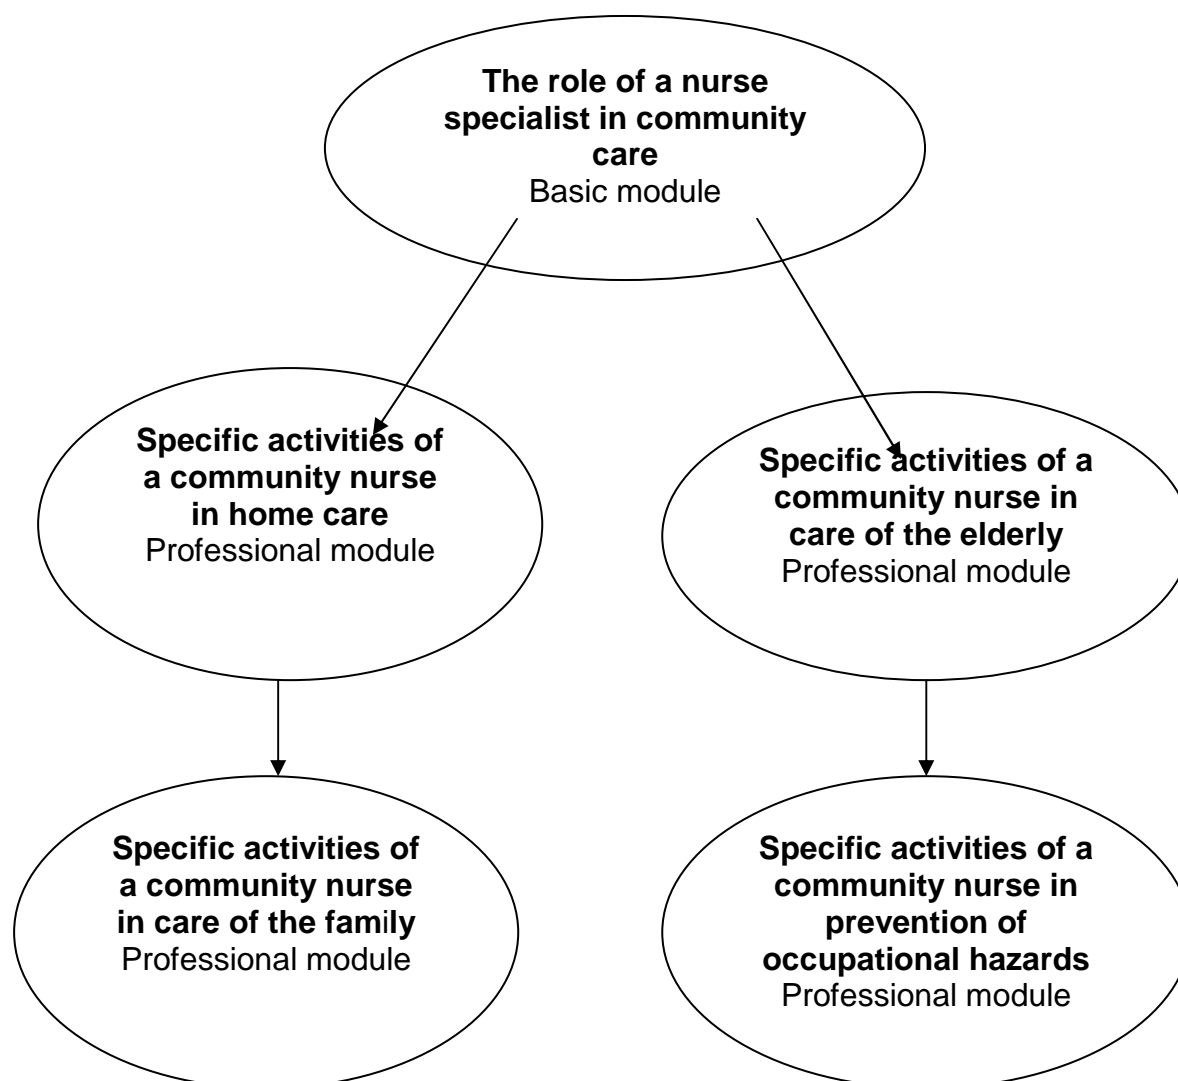 The role of a nurse
specialist in community
care
Basic module
Specific activities of
a community nurse
in home care
Professional module
Specific activities of a
community nurse in
care of the elderly
Professional module
Specific activities of
a community nurse
in care of the family
Professional module
Specific activities of a
community nurse in
prevention of
occupational hazards
Professional module